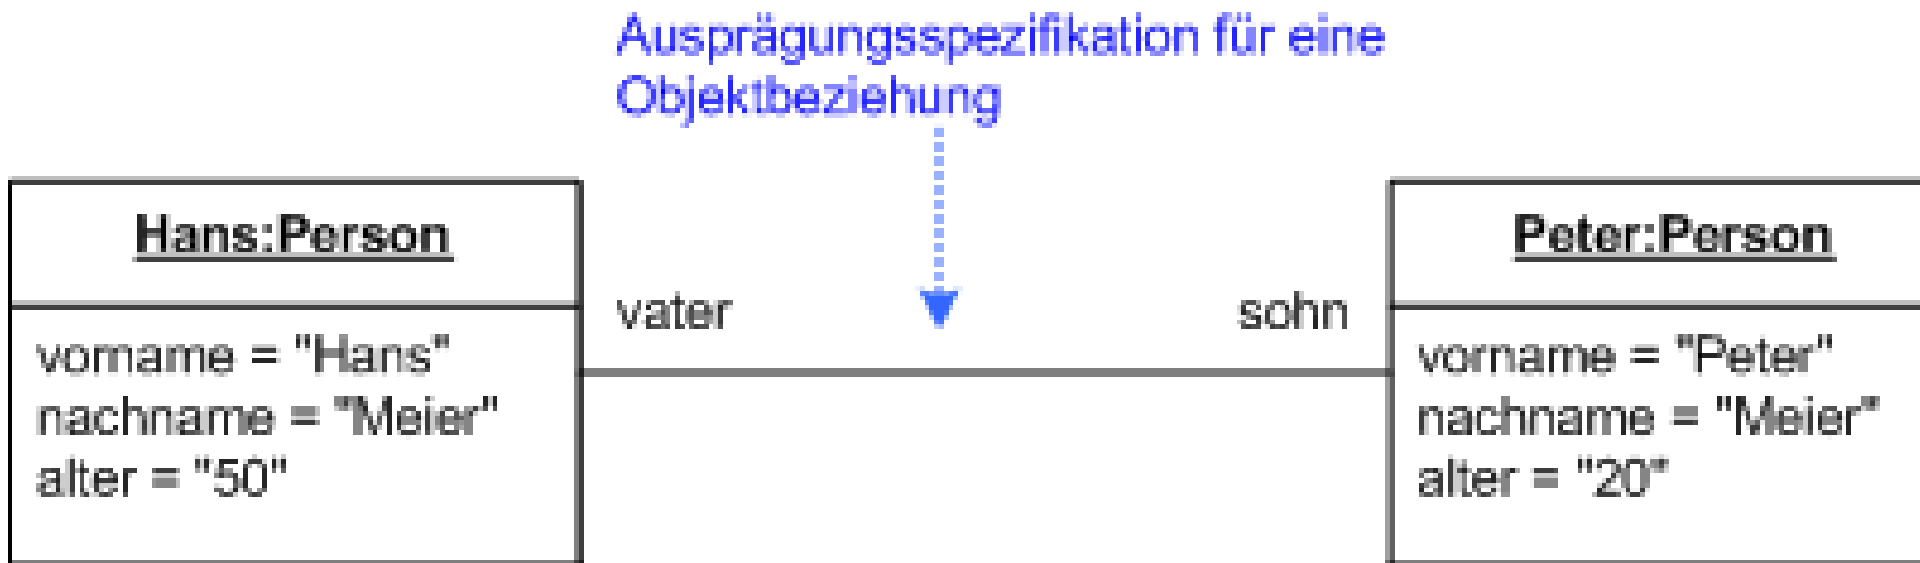 Ausprägungsspezifikation für eine
Objektbeziehung
Hans:Person
vorname = "Hans"
nachname = "Meier"
alter = "50"
vater
sohn
Peter:Person
vorname = "Peter"
nachname = "Meier"
alter = "20"